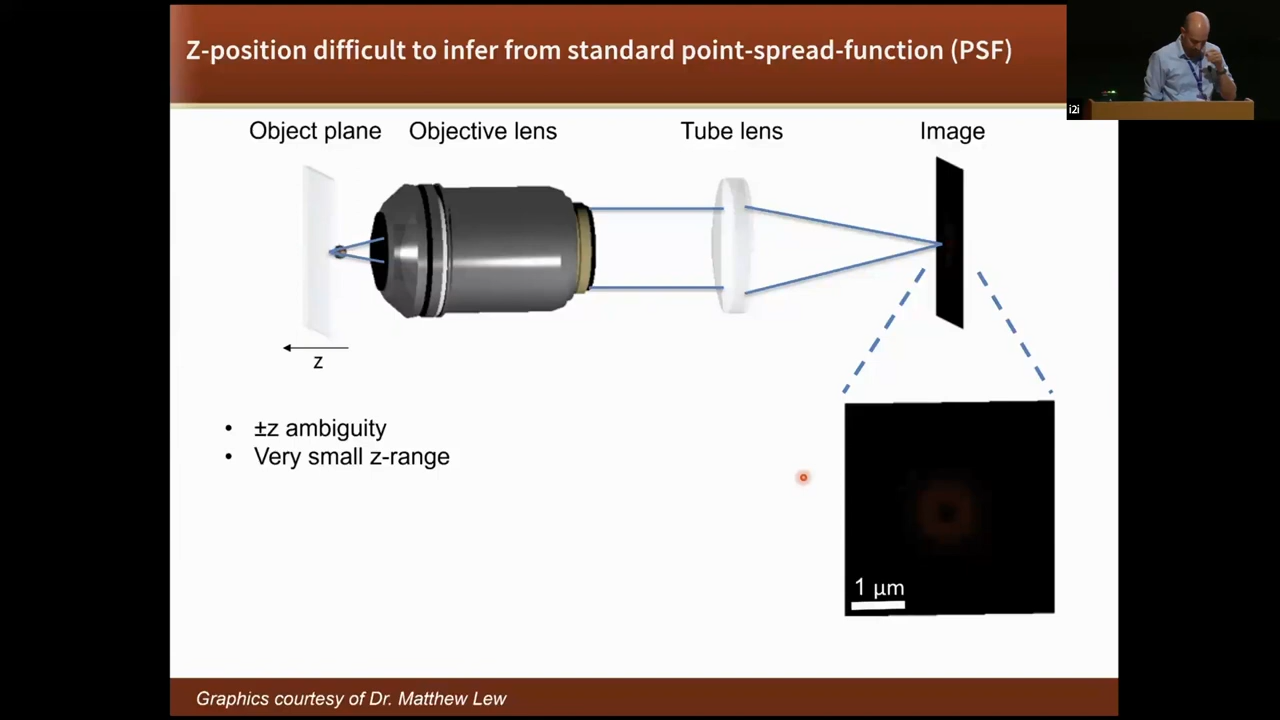 Z-position difficult to infer from standard point-spread-function (PSF)
i2i
Object plane
Objective lens
Tube lens
Image
z
• ±z ambiguity
• Very small z-range
1 µm
Graphics courtesy of Dr. Matthew Lew